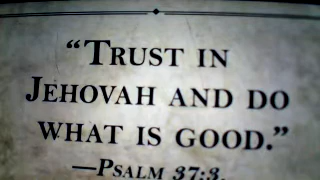 “TRUST IN
JEHOVAH AND DO
WHAT IS GOOD.”
—PSALM 37:3.